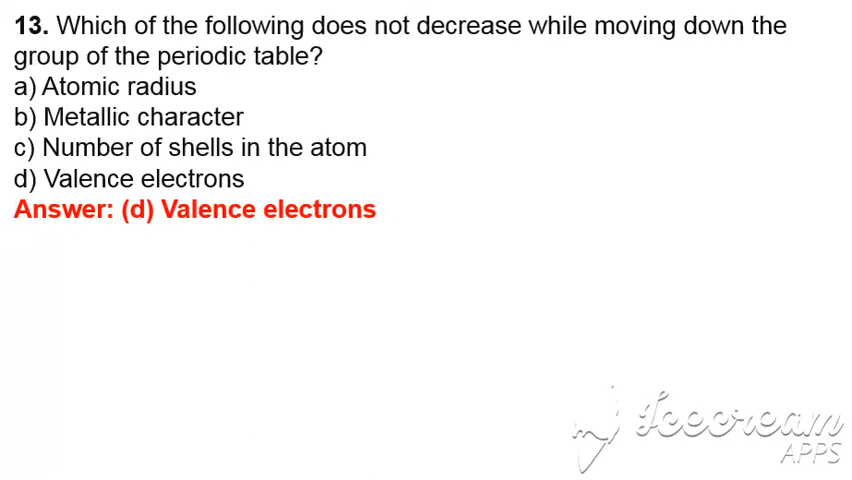 13. Which of the following does not decrease while moving down the
group of the periodic table?
a) Atomic radius
b) Metallic character
c) Number of shells in the atom
d) Valence electrons
Answer: (d) Valence electrons
Icecream
APPS